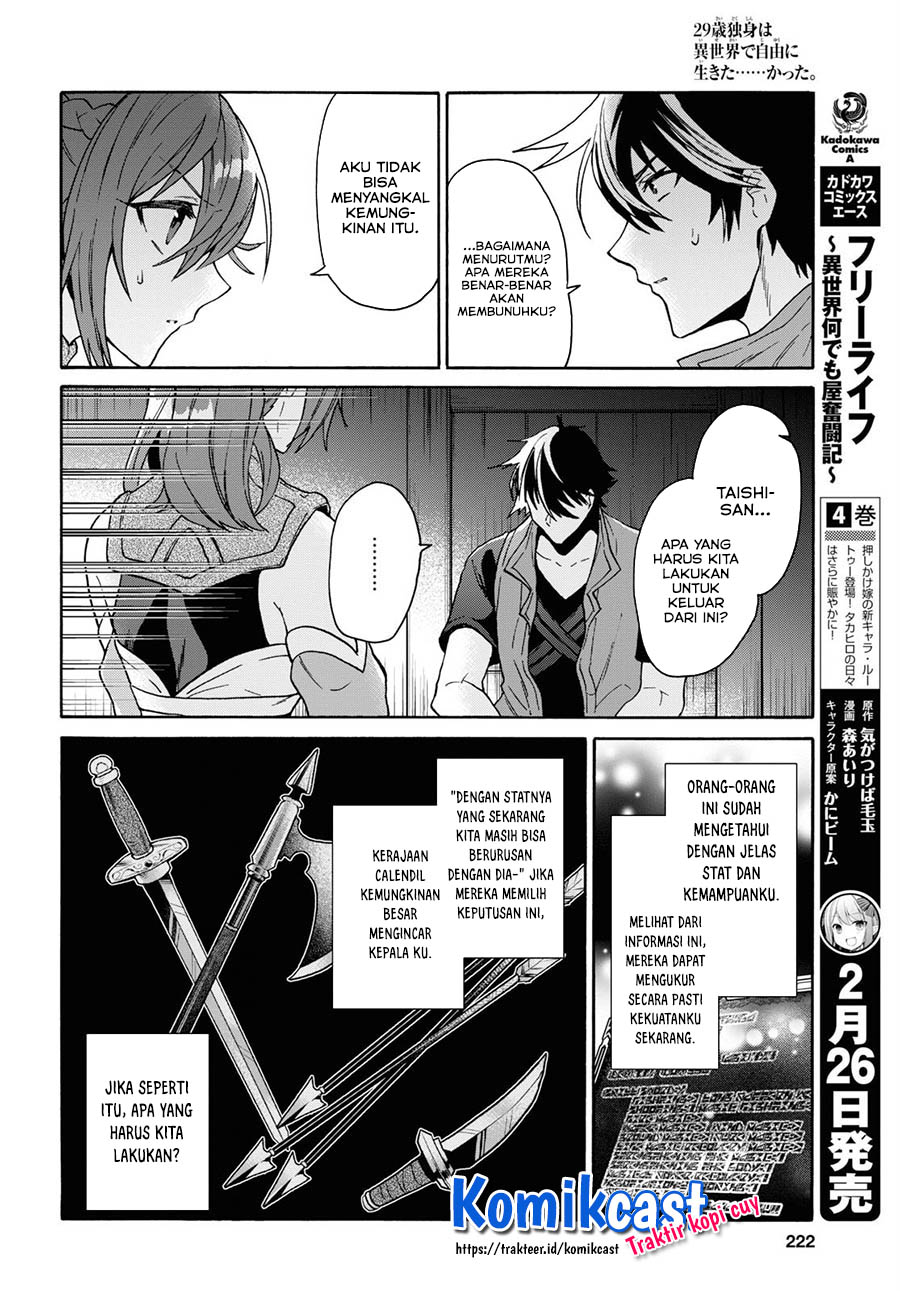 29歳独身は
異世界で自由に
生きた……かった。
...BAGAIMANA
MENURUTMU?
APA MEREKA
BENAR-BENAR
AKAN
MEMBUNUHKU?
AKU TIDAK
BISA
MENYANGKAL
KEMUNG-
KINAN ITU.
TAISHI-
SAN...
APA YANG
HARUS KITA
LAKUKAN
UNTUK
KELUAR
DARI INI?
.........
ORANG-ORANG
INI SUDAH
MENGETAHUI
DENGAN JELAS
STAT DAN
KEMAMPUANKU.
MELIHAT DARI
INFORMASI INI,
MEREKA DAPAT
MENGUKUR
SECARA PASTI
KEKUATANKU
SEKARANG.
"DENGAN STATNYA
YANG SEKARANG
KITA MASIH BISA
BERURUSAN
DENGAN DIA-" JIKA
MEREKA MEMILIH
KEPUTUSAN INI,
KERAJAAN
CALENDIL
KEMUNGKINAN
BESAR
MENGINCAR
KEPALA KU.
JIKA SEPERTI
ITU, APA YANG
HARUS KITA
LAKUKAN?
Kadokawa
Comics
A
カドカワ
コミックス
エース
フリーライフ
～異世界何でも屋奮闘記～
4巻
押しかけ嫁の新キャラ・ルー
トゥー登場！タカヒロの日々
はさらに賑やかに！
原作 気がつけば毛玉
漫画 森あいり
キャラクター原案 かにビーム
2月26日発売
Komikcast
Traktir kopi cuy
https://trakteer.id/komikcast
222